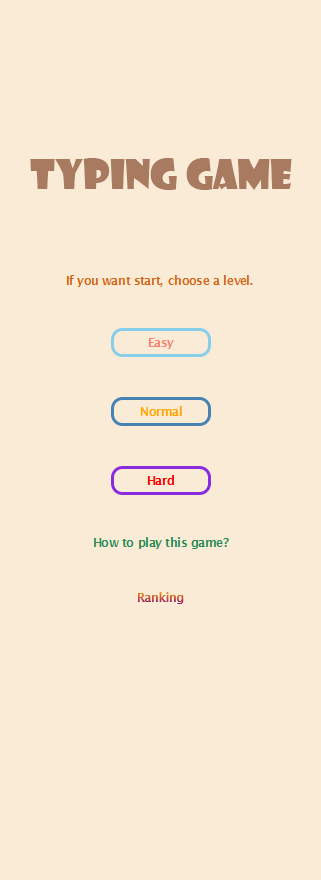 TYPING GAME
If you want start, choose a level.
Easy
Normal
Hard
How to play this game?
Ranking